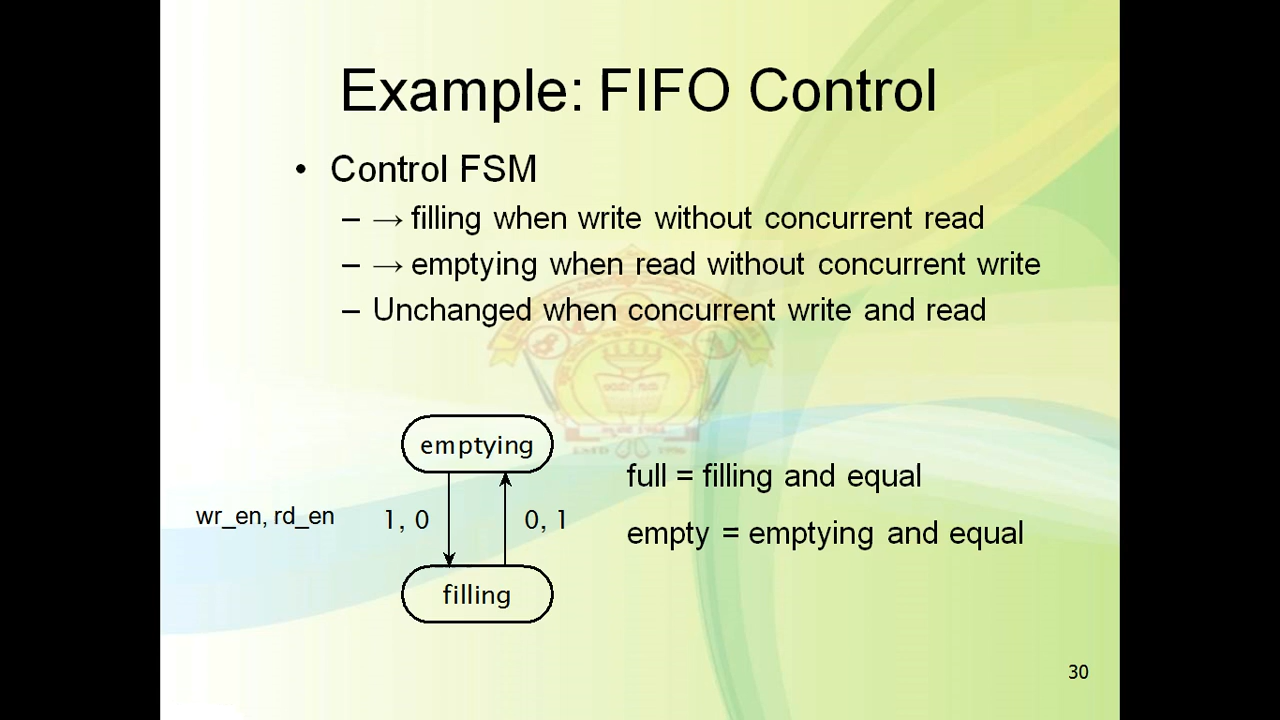 Example: FIFO Control
• Control FSM
– → filling when write without concurrent read
– → emptying when read without concurrent write
– Unchanged when concurrent write and read
emptying
wr_en, rd_en
1, 0
0, 1
filling
full = filling and equal
empty = emptying and equal
30